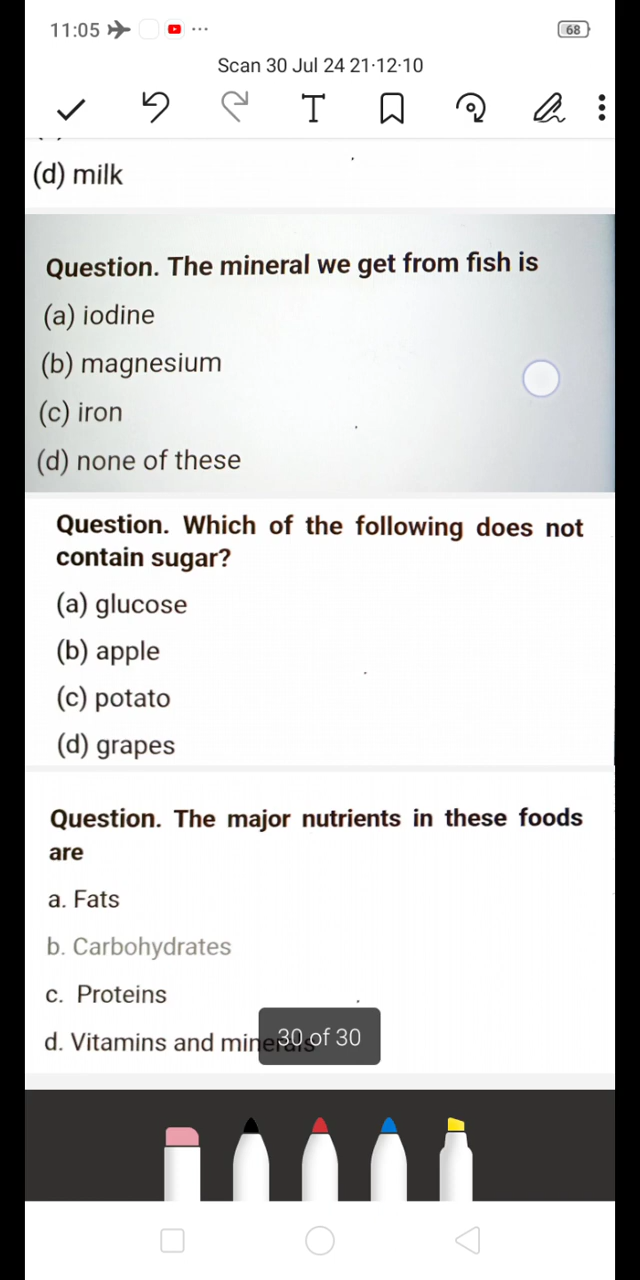 11:05
68
Scan 30 Jul 24 21·12·10
T
(d) milk
Question. The mineral we get from fish is
(a) iodine
(b) magnesium
(c) iron
(d) none of these
Question. Which of the following does not
contain sugar?
(a) glucose
(b) apple
(c) potato
(d) grapes
Question. The major nutrients in these foods
are
a. Fats
b. Carbohydrates
c. Proteins
d. Vitamins and minerals
30 of 30